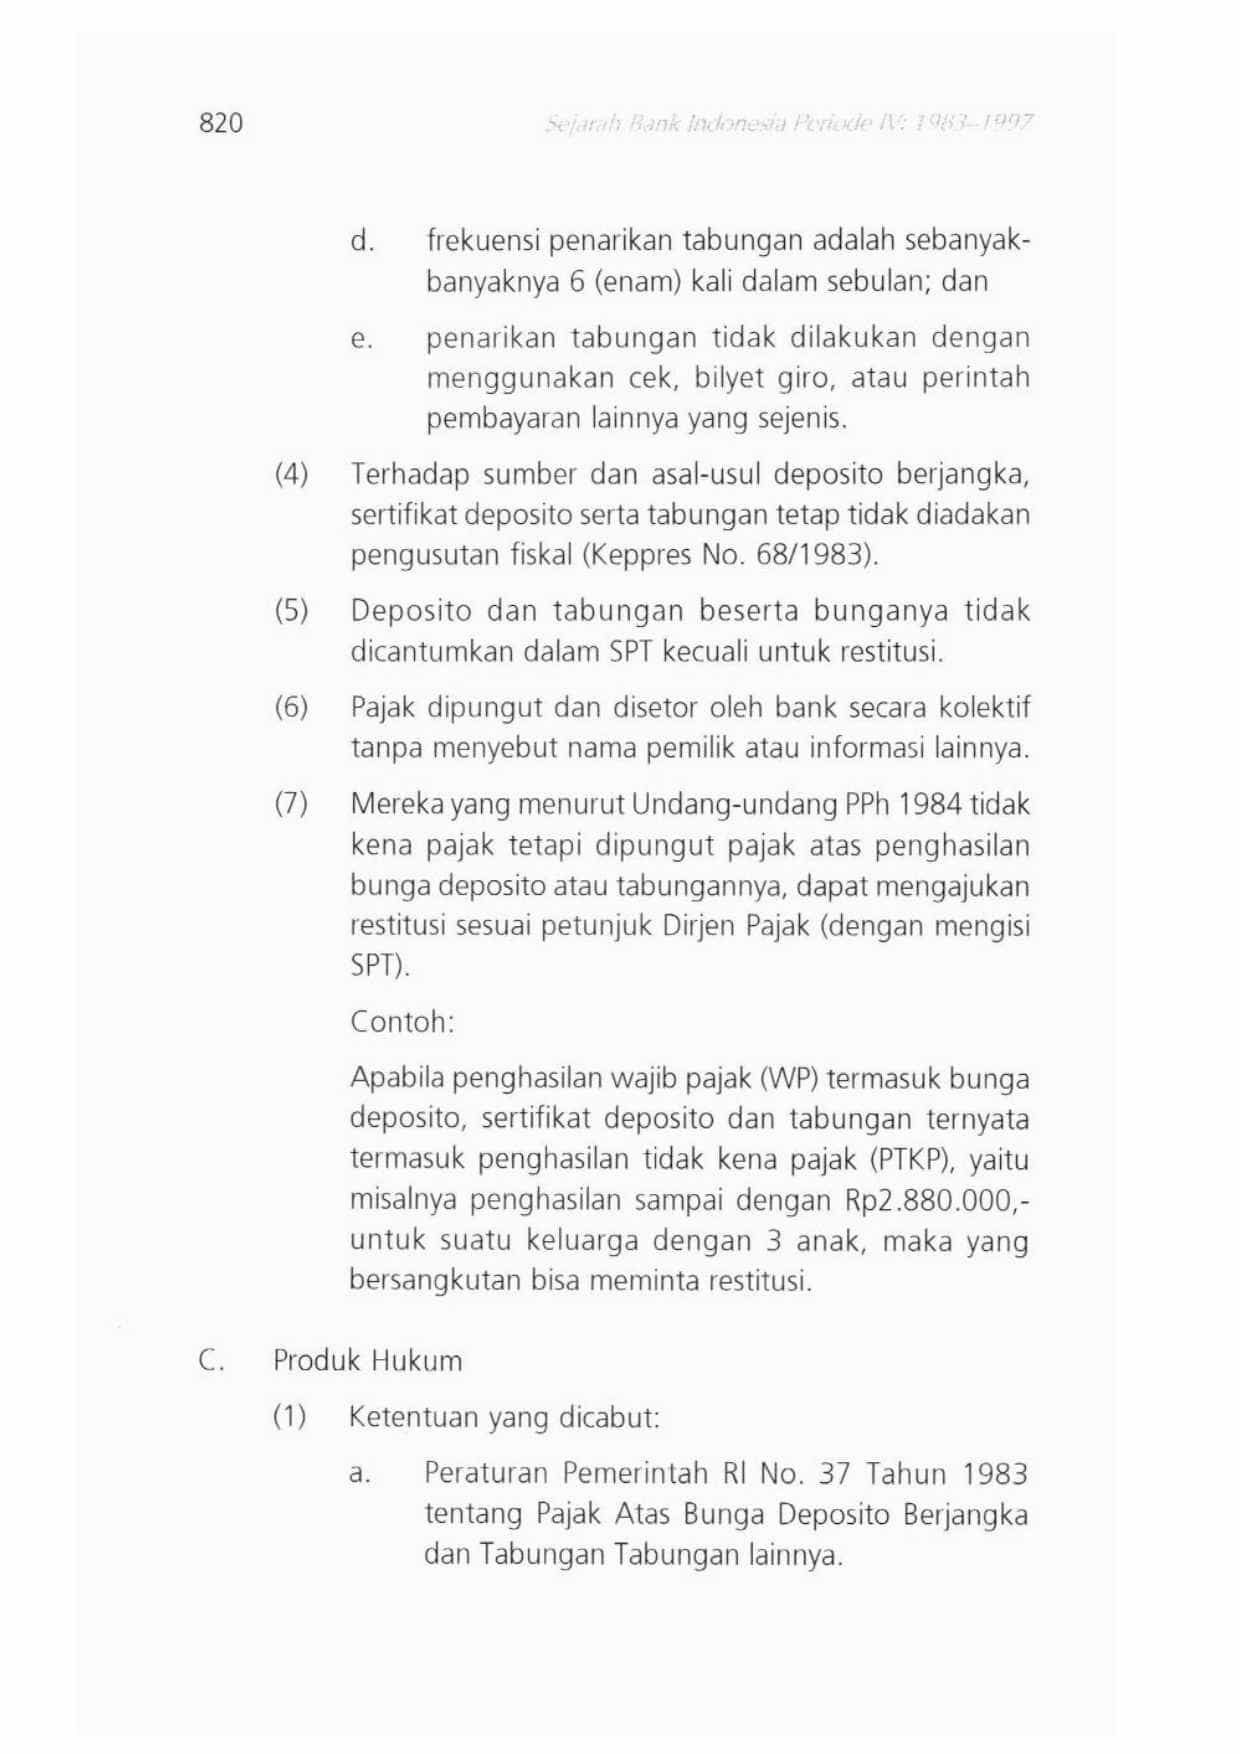 820
Sejarah Bank Indonesia Periode IV: 1983–1997
d. frekuensi penarikan tabungan adalah sebanyak-
banyaknya 6 (enam) kali dalam sebulan; dan
e. penarikan tabungan tidak dilakukan dengan
menggunakan cek, bilyet giro, atau perintah
pembayaran lainnya yang sejenis.
(4) Terhadap sumber dan asal-usul deposito berjangka,
sertifikat deposito serta tabungan tetap tidak diadakan
pengusutan fiskal (Keppres No. 68/1983).
(5) Deposito dan tabungan beserta bunganya tidak
dicantumkan dalam SPT kecuali untuk restitusi.
(6) Pajak dipungut dan disetor oleh bank secara kolektif
tanpa menyebut nama pemilik atau informasi lainnya.
(7) Mereka yang menurut Undang-undang PPh 1984 tidak
kena pajak tetapi dipungut pajak atas penghasilan
bunga deposito atau tabungannya, dapat mengajukan
restitusi sesuai petunjuk Dirjen Pajak (dengan mengisi
SPT).
Contoh:
Apabila penghasilan wajib pajak (WP) termasuk bunga
deposito, sertifikat deposito dan tabungan ternyata
termasuk penghasilan tidak kena pajak (PTKP), yaitu
misalnya penghasilan sampai dengan Rp2.880.000,-
untuk suatu keluarga dengan 3 anak, maka yang
bersangkutan bisa meminta restitusi.
C. Produk Hukum
(1) Ketentuan yang dicabut:
a. Peraturan Pemerintah RI No. 37 Tahun 1983
tentang Pajak Atas Bunga Deposito Berjangka
dan Tabungan Tabungan lainnya.